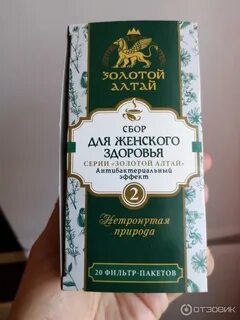 ЗОЛОТОЙ
АЛТАЙ
СБОР
ДЛЯ ЖЕНСКОГО
ЗДОРОВЬЯ
СЕРИИ «ЗОЛОТОЙ АЛТАЙ»
Антибактериальный
эффект
2
Нетронутая
природа
20 ФИЛЬТР-ПАКЕТОВ
ОТЗОВИК